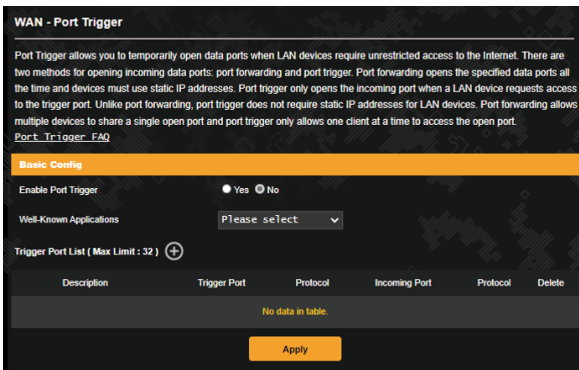 WAN - Port Trigger
Port Trigger allows you to temporarily open data ports when LAN devices require unrestricted access to the Internet. There are
two methods for opening incoming data ports: port forwarding and port trigger. Port forwarding opens the specified data ports all
the time and devices must use static IP addresses. Port trigger only opens the incoming port when a LAN device requests access
to the trigger port. Unlike port forwarding, port trigger does not require static IP addresses for LAN devices. Port forwarding allows
multiple devices to share a single open port and port trigger only allows one client at a time to access the open port.
Port Trigger FAQ
Basic Config
Enable Port Trigger Yes No
Well-Known Applications Please select
Trigger Port List ( Max Limit : 32 )
Description Trigger Port Protocol Incoming Port Protocol Delete
No data in table.
Apply